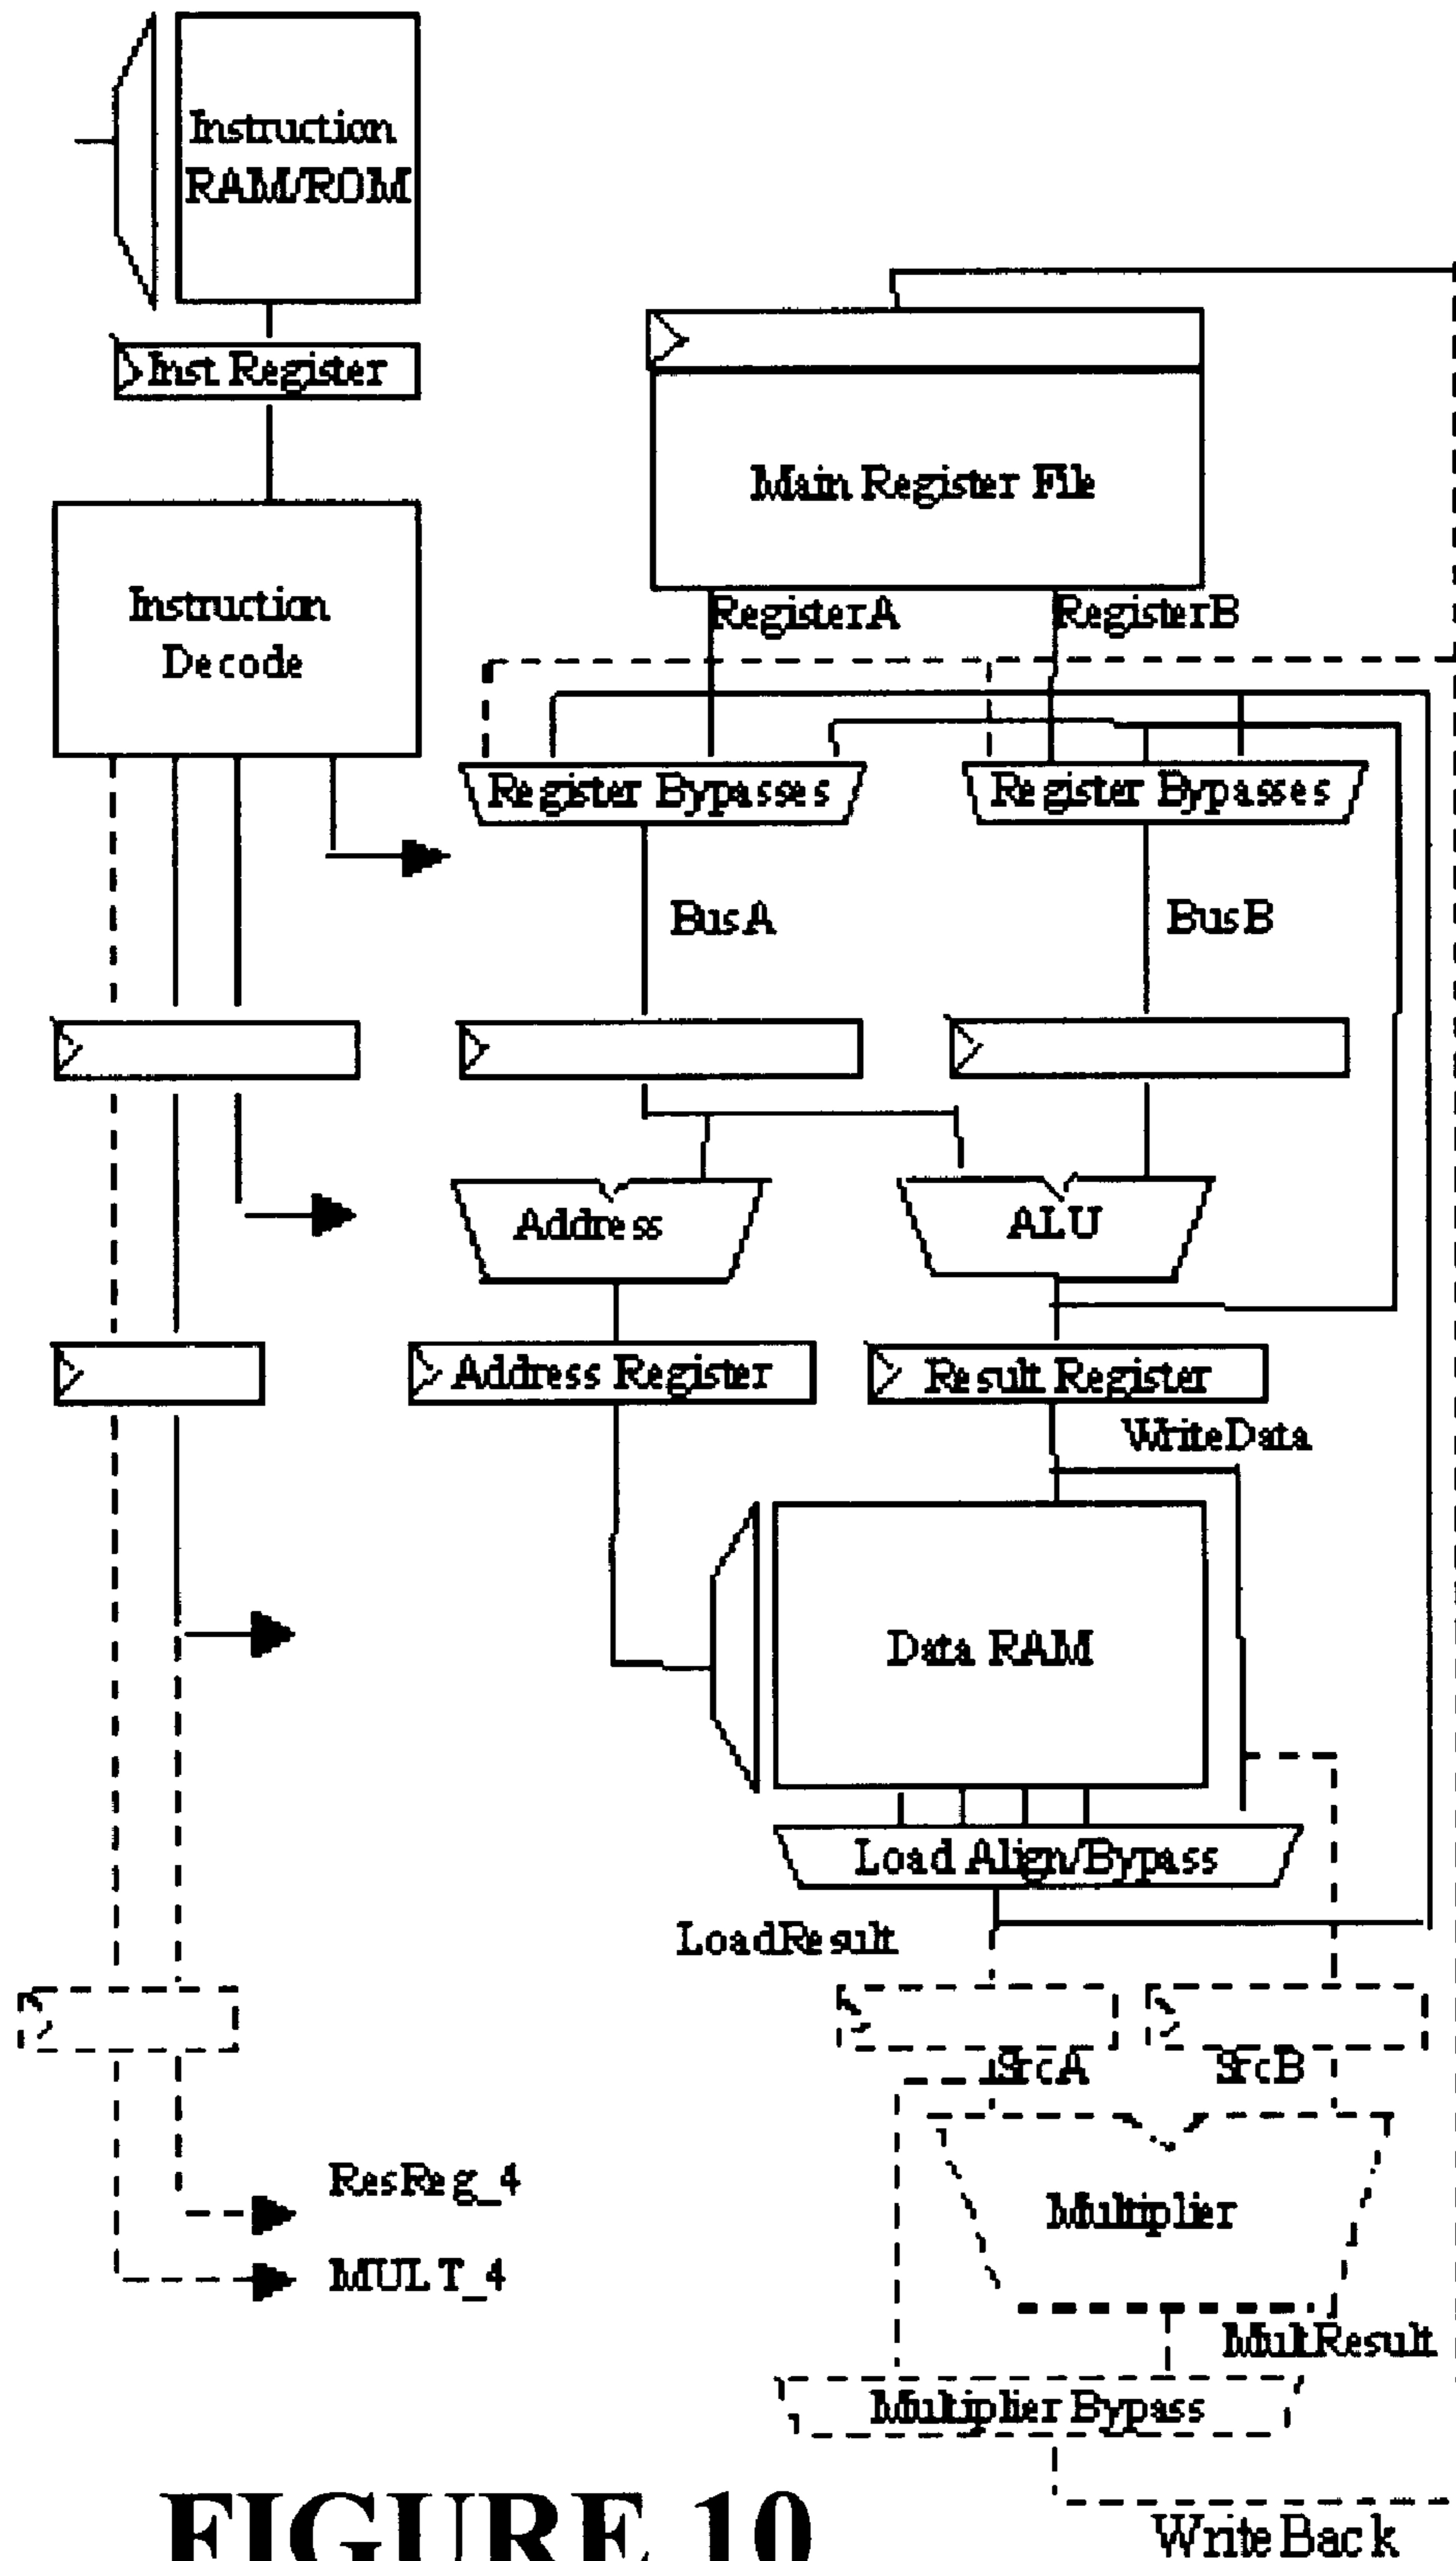 Instruction
RAM/ROM
Inst Register
Main Register File
Instruction
Decode
RegisterA
RegisterB
Register Bypasses
Register Bypasses
BusA
BusB
Address
ALU
Address Register
Result Register
WriteData
Data RAM
Load Align/Bypass
LoadResult
SrcA
SrcB
ResReg_4
Multiplier
MULT_4
MultResult
Multiplier Bypass
FIGURE 10
WriteBack